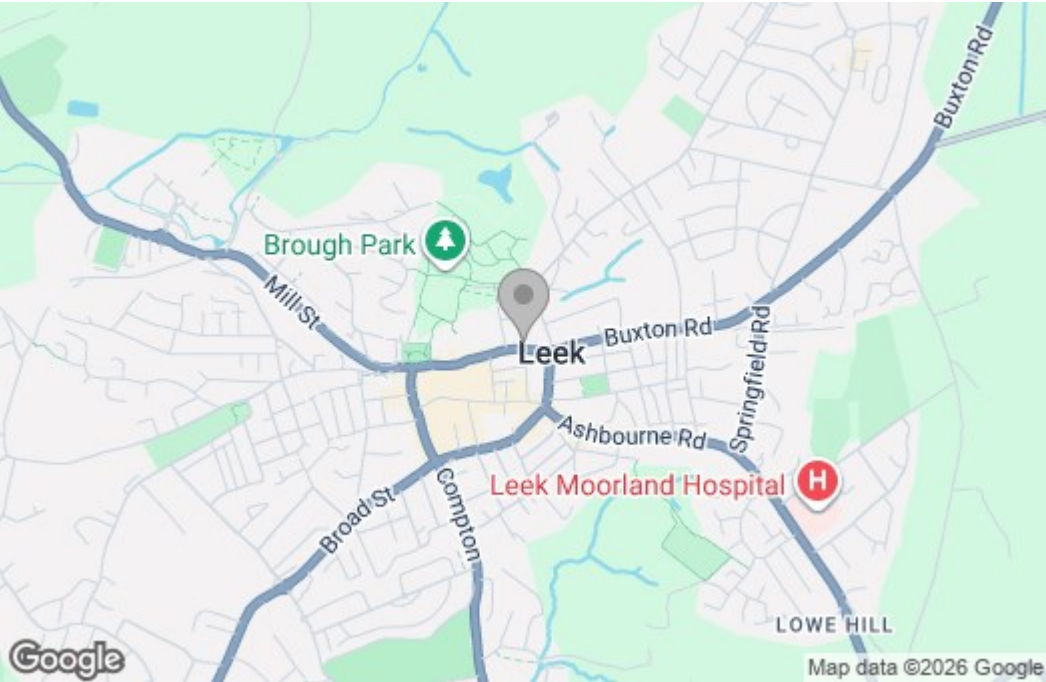 Buxton Rd
Brough Park
Mill St
Buxton Rd
Leek
Springfield Rd
Ashbourne Rd
Leek Moorland Hospital
H
Compton
Broad St
LOWE HILL
Google
Map data ©2026 Google